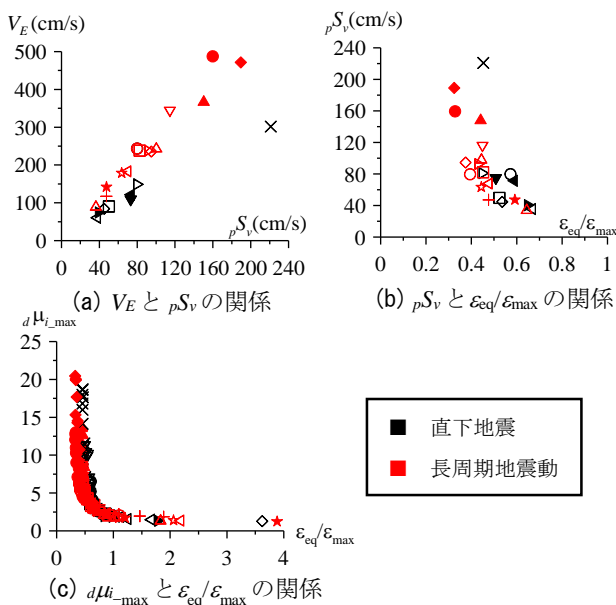 V_E(cm/s)
500
400
300
200
100
0
0 40 80 120 160 200 240
pS_v(cm/s)
(a) V_E と pS_v の関係
pS_v(cm/s)
240
200
160
120
80
40
0
0 0.2 0.4 0.6 0.8 1
ε_eq/ε_max
(b) pS_v と ε_eq/ε_max の関係
dμ_i_max
25
20
15
10
5
0
0 1 2 3 4
ε_eq/ε_max
(c) dμ_i_max と ε_eq/ε_max の関係
直下地震
長周期地震動